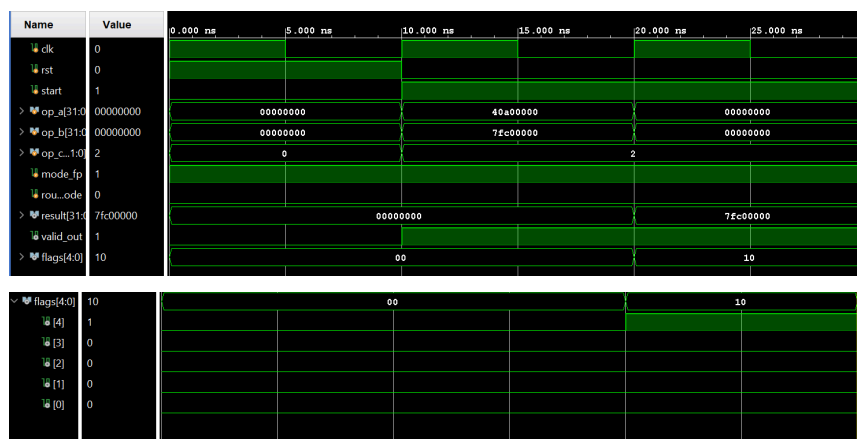 Name Value 0.000 ns 5.000 ns 10.000 ns 15.000 ns 20.000 ns 25.000 ns
clk 0
rst 0
start 1
op_a[31:0 00000000 00000000 40a00000 00000000
op_b[31:0 00000000 00000000 7fc00000 00000000
op_c...1:0] 2 0 2
mode_fp 1
rou...ode 0
result[31:0 7fc00000 00000000 7fc00000
valid_out 1
flags[4:0] 10 00 10
flags[4:0] 10 00 10
[4] 1
[3] 0
[2] 0
[1] 0
[0] 0